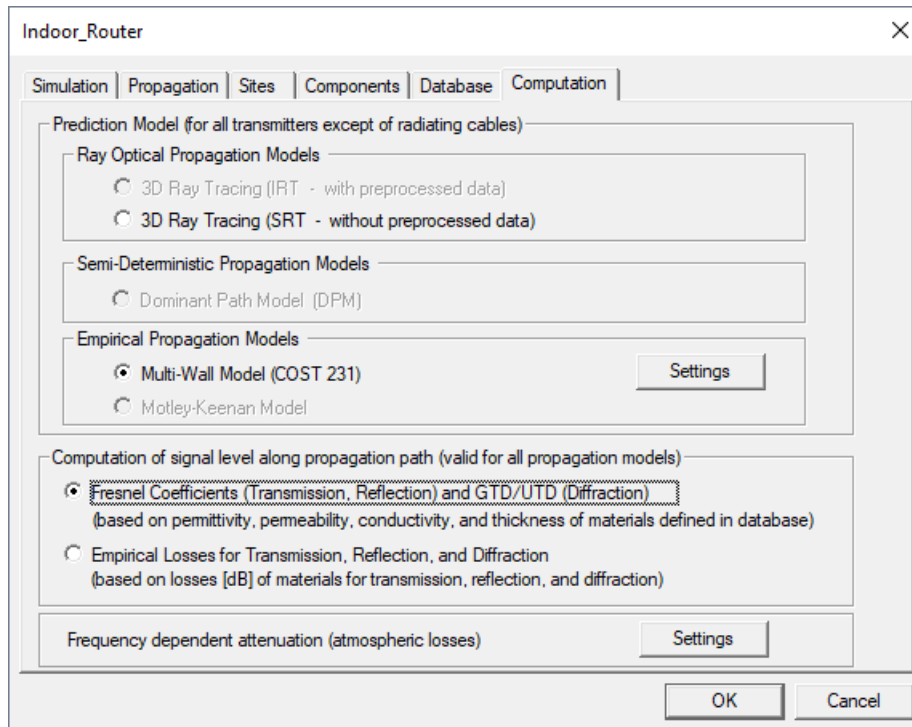 Indoor_Router
Simulation Propagation Sites Components Database Computation
Prediction Model (for all transmitters except of radiating cables)
Ray Optical Propagation Models
3D Ray Tracing (IRT - with preprocessed data)
3D Ray Tracing (SRT - without preprocessed data)
Semi-Deterministic Propagation Models
Dominant Path Model (DPM)
Empirical Propagation Models
Multi-Wall Model (COST 231)
Settings
Motley-Keenan Model
Computation of signal level along propagation path (valid for all propagation models)
Fresnel Coefficients (Transmission, Reflection) and GTD/UTD (Diffraction)
(based on permittivity, permeability, conductivity, and thickness of materials defined in database)
Empirical Losses for Transmission, Reflection, and Diffraction
(based on losses [dB] of materials for transmission, reflection, and diffraction)
Frequency dependent attenuation (atmospheric losses)
Settings
OK Cancel